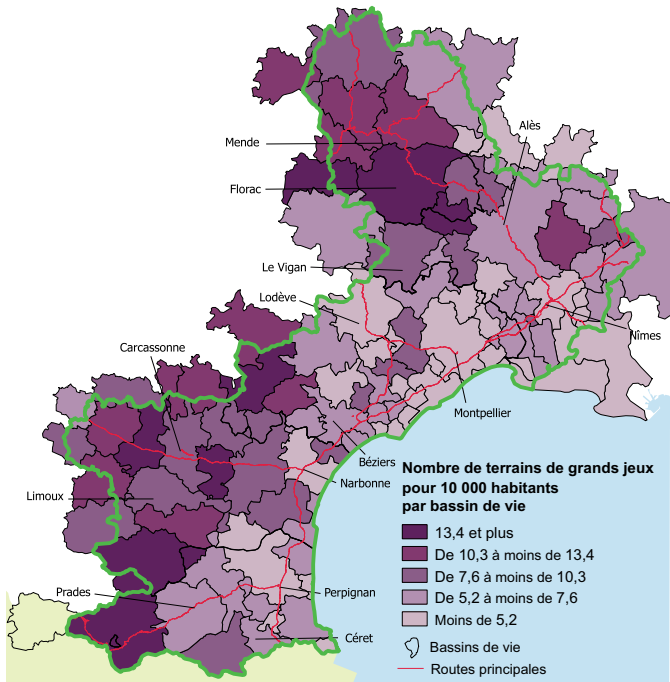 Alès
Mende
Florac
Le Vigan
Lodève
Nîmes
Carcassonne
Montpellier
Béziers
Narbonne
Limoux
Prades
Perpignan
Céret
Nombre de terrains de grands jeux
pour 10 000 habitants
par bassin de vie
13,4 et plus
De 10,3 à moins de 13,4
De 7,6 à moins de 10,3
De 5,2 à moins de 7,6
Moins de 5,2
Bassins de vie
Routes principales